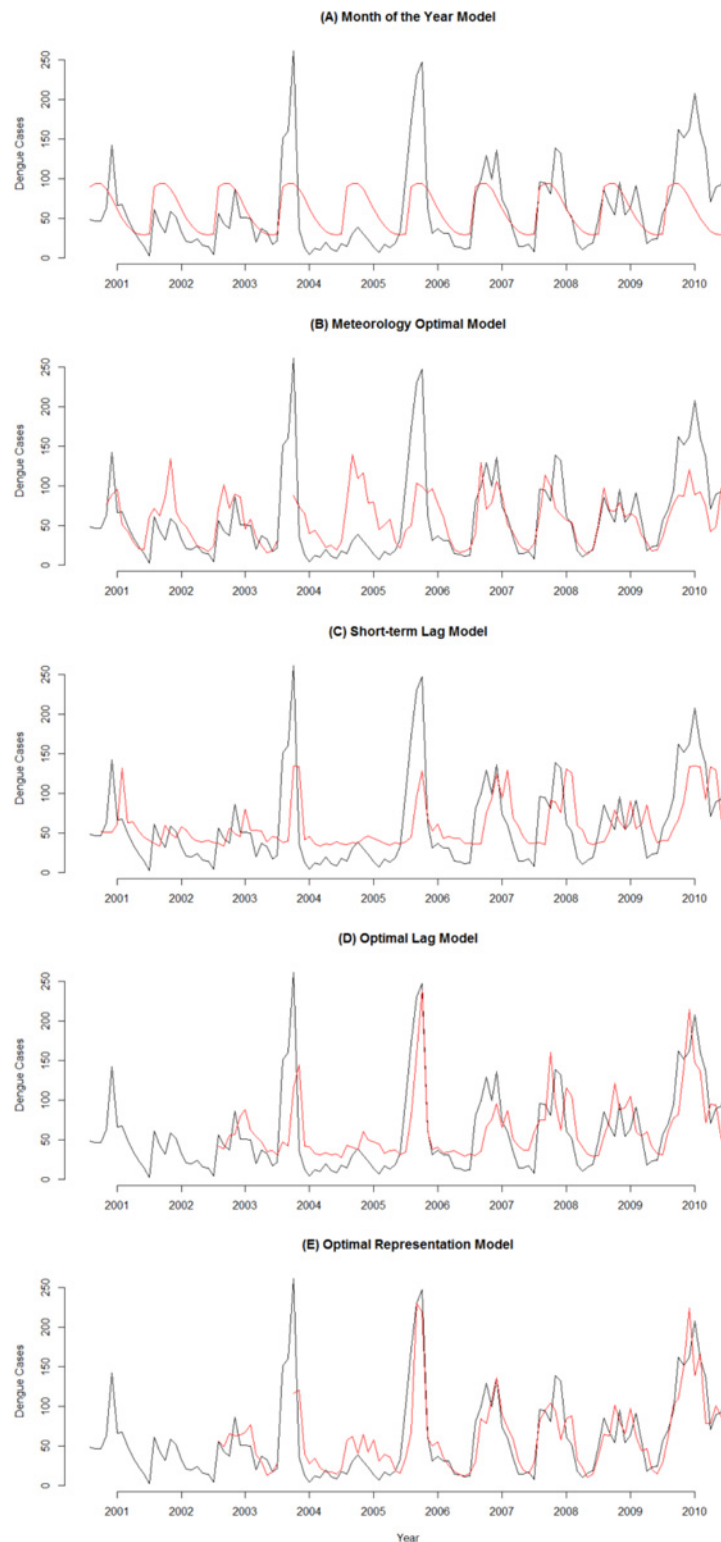 (A) Month of the Year Model
Dengue Cases
250
200
150
100
50
0
2001 2002 2003 2004 2005 2006 2007 2008 2009 2010
(B) Meteorology Optimal Model
Dengue Cases
250
200
150
100
50
0
2001 2002 2003 2004 2005 2006 2007 2008 2009 2010
(C) Short-term Lag Model
Dengue Cases
250
200
150
100
50
0
2001 2002 2003 2004 2005 2006 2007 2008 2009 2010
(D) Optimal Lag Model
Dengue Cases
250
200
150
100
50
0
2001 2002 2003 2004 2005 2006 2007 2008 2009 2010
(E) Optimal Representation Model
Dengue Cases
250
200
150
100
50
0
2001 2002 2003 2004 2005 2006 2007 2008 2009 2010
Year